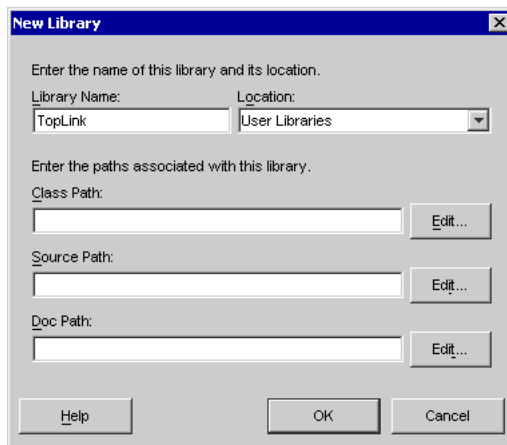 New Library
Enter the name of this library and its location.
Library Name: Location:
TopLink User Libraries
Enter the paths associated with this library.
Class Path:
Edit...
Source Path:
Edit...
Doc Path:
Edit...
Help OK Cancel